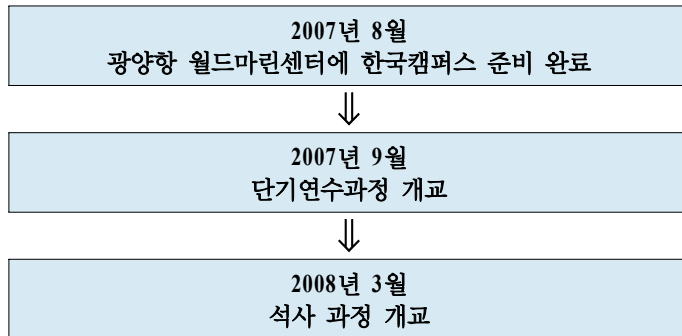 2007년 8월
광양항 월드마린센터에 한국캠퍼스 준비 완료
⇓
2007년 9월
단기연수과정 개교
⇓
2008년 3월
석사 과정 개교